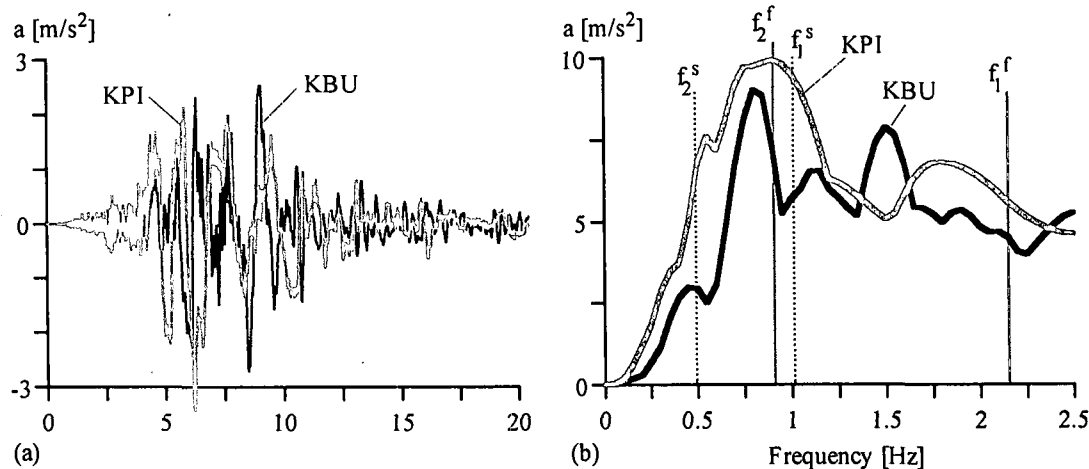 a [m/s²]
3
KPI
KBU
0
-3
0 5 10 15 20
(a)
a [m/s²]
f₂ᶠ
f₁ˢ
KPI
f₂ˢ
KBU
f₁ᶠ
10
5
0
0 0.5 1 1.5 2 2.5
(b) Frequency [Hz]